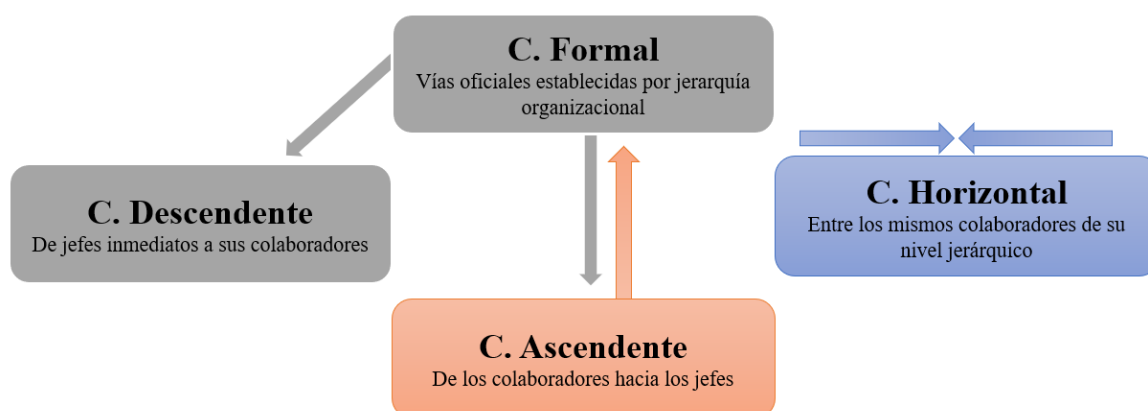 C. Formal
Vías oficiales establecidas por jerarquía
organizacional
C. Descendente
De jefes inmediatos a sus colaboradores
C. Horizontal
Entre los mismos colaboradores de su
nivel jerárquico
C. Ascendente
De los colaboradores hacia los jefes